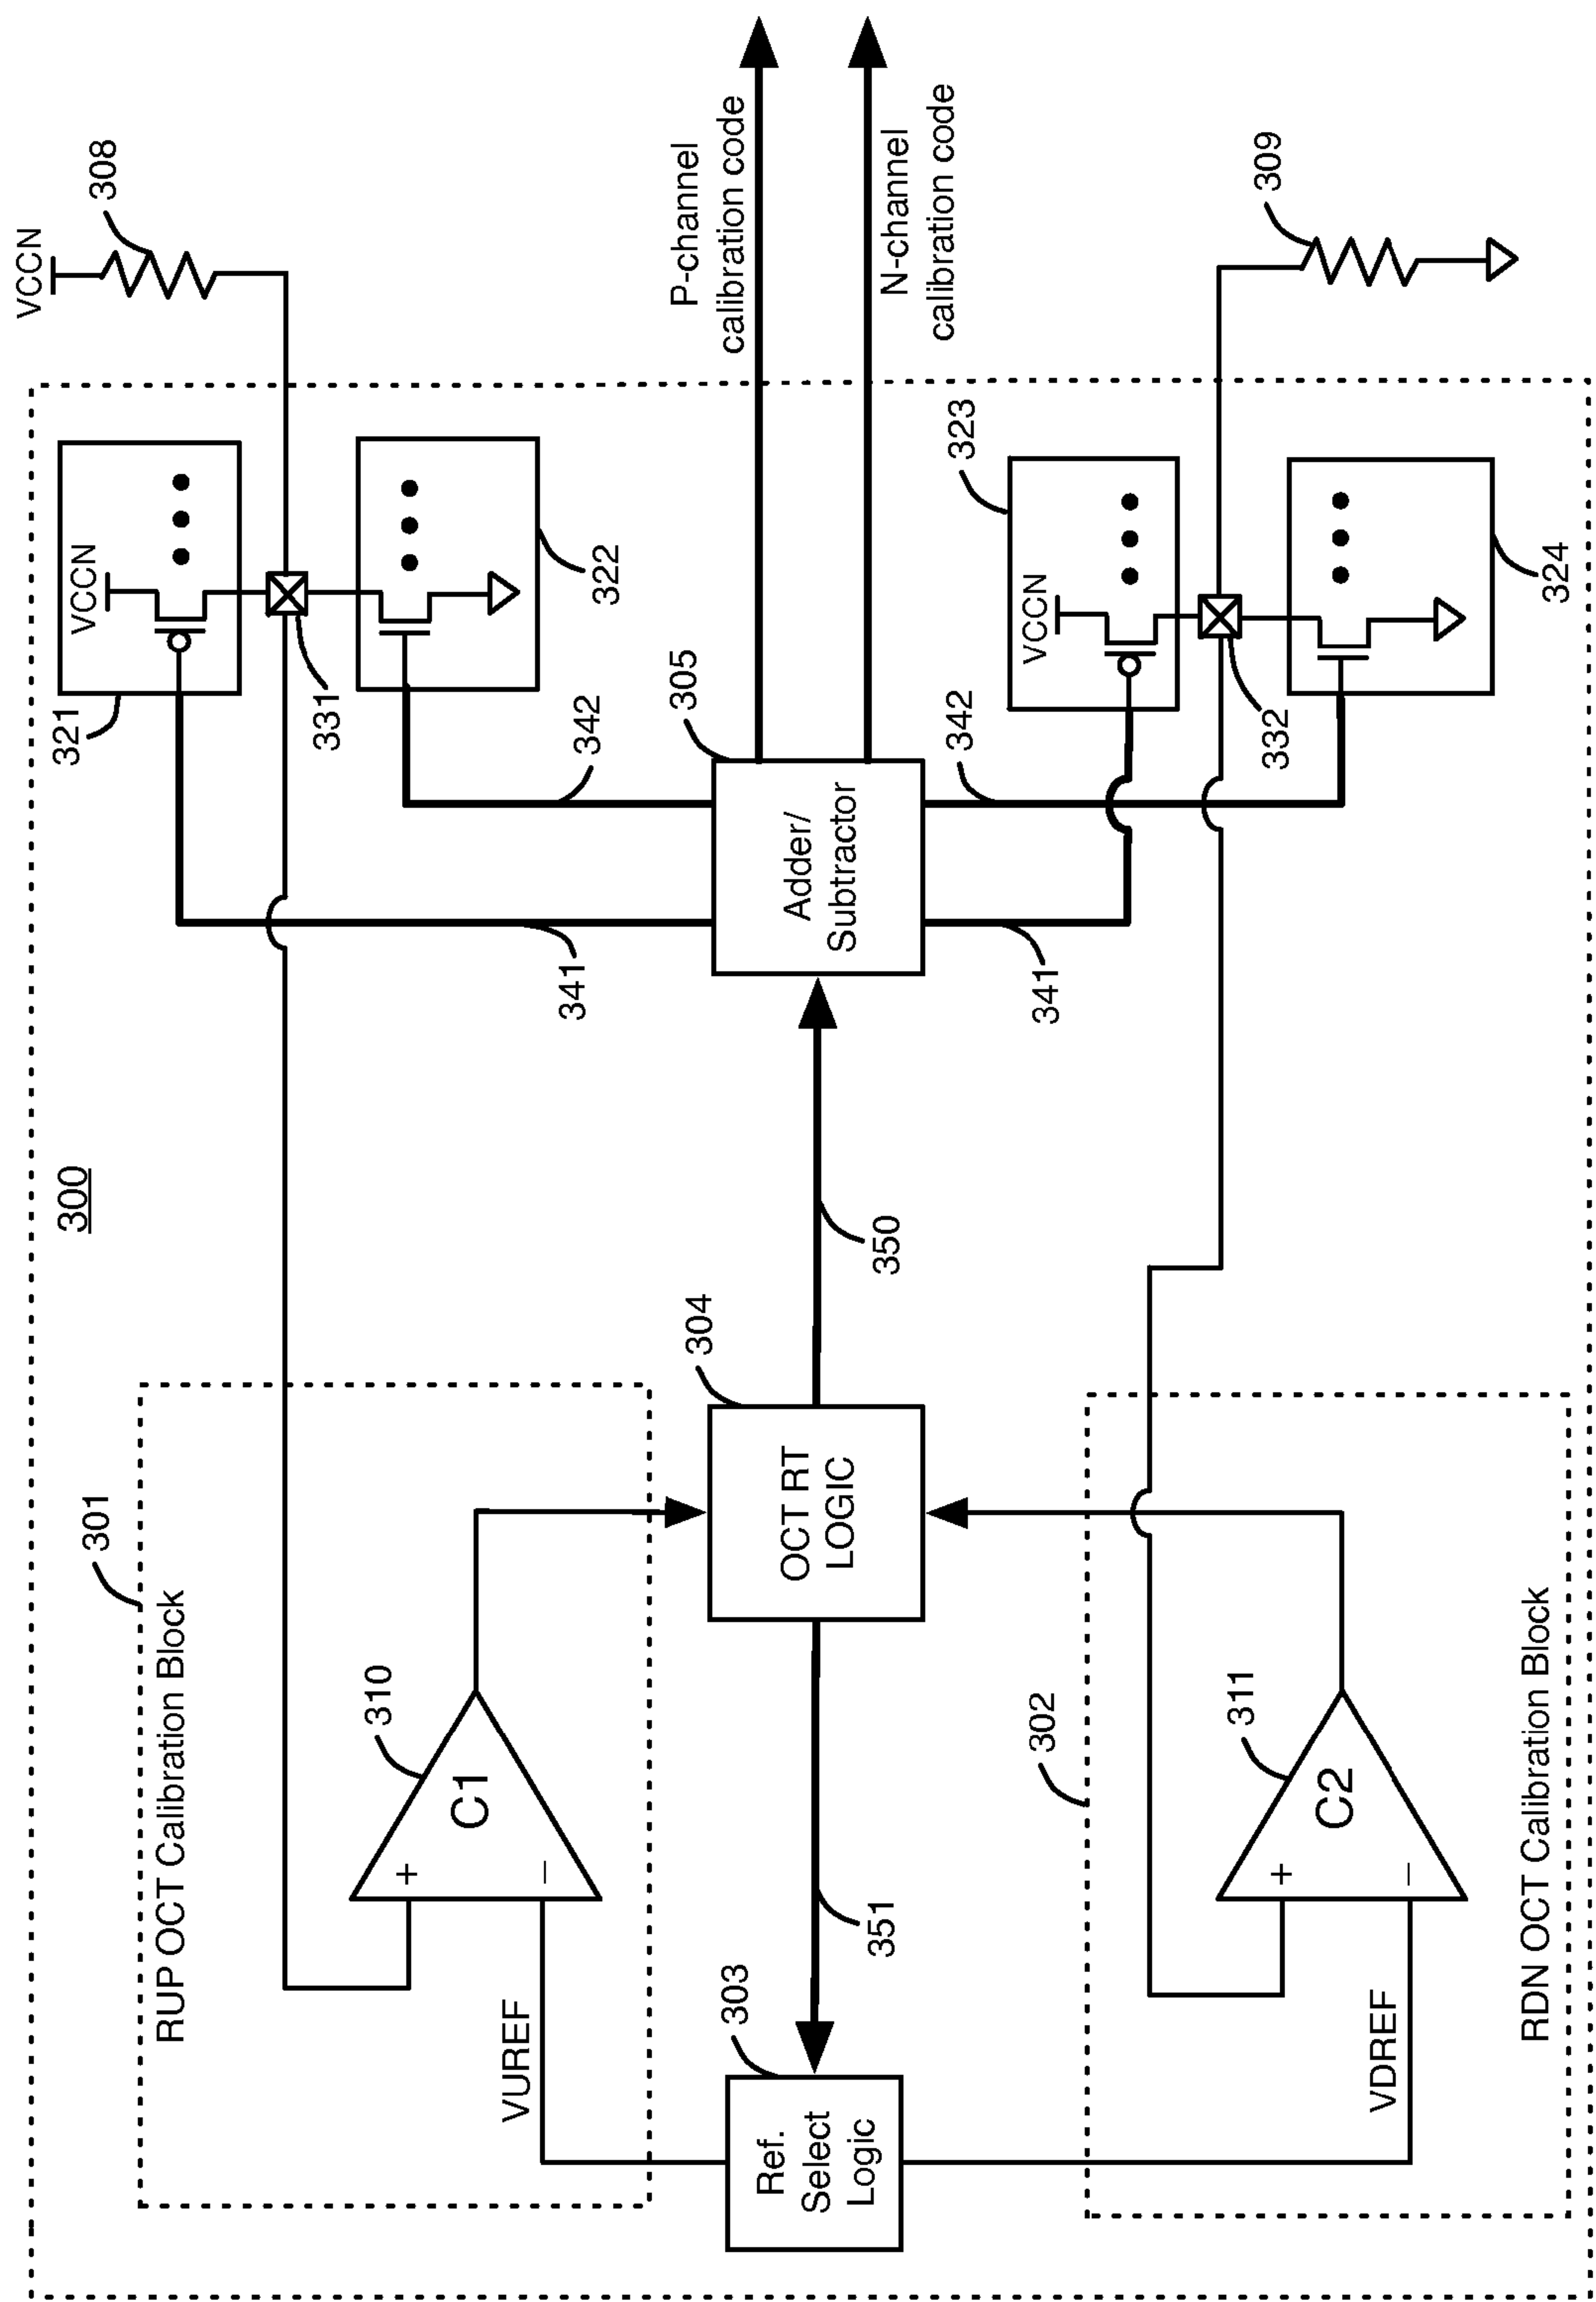 300
301
RUP OCT Calibration Block
310
C1
+
−
VUREF
303
Ref.
Select
Logic
351
304
OCT RT
LOGIC
350
302
311
C2
+
−
VDREF
RDN OCT Calibration Block
305
Adder/
Subtractor
341
342
341
342
321
VCCN
331
322
VCCN
308
P-channel
calibration code
N-channel
calibration code
323
VCCN
332
324
309